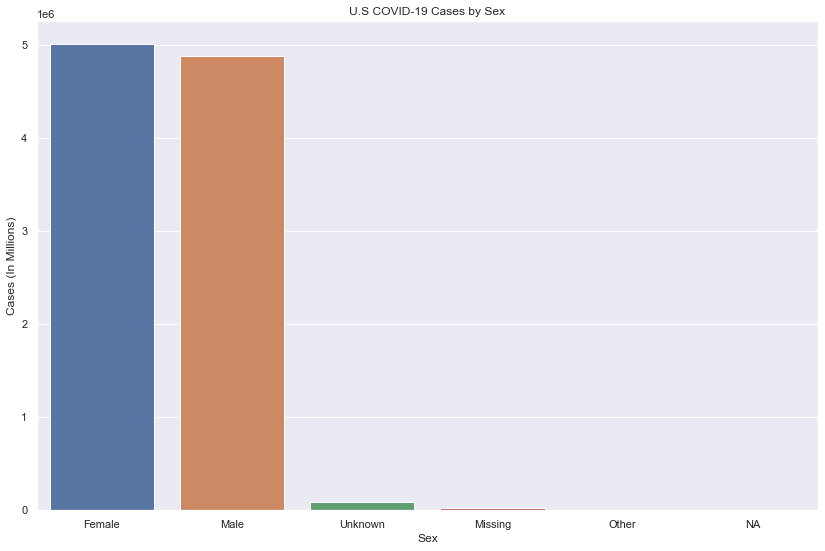 U.S COVID-19 Cases by Sex
1e6
5
4
3
2
1
0
Cases (In Millions)
Female Male Unknown Missing Other NA
Sex